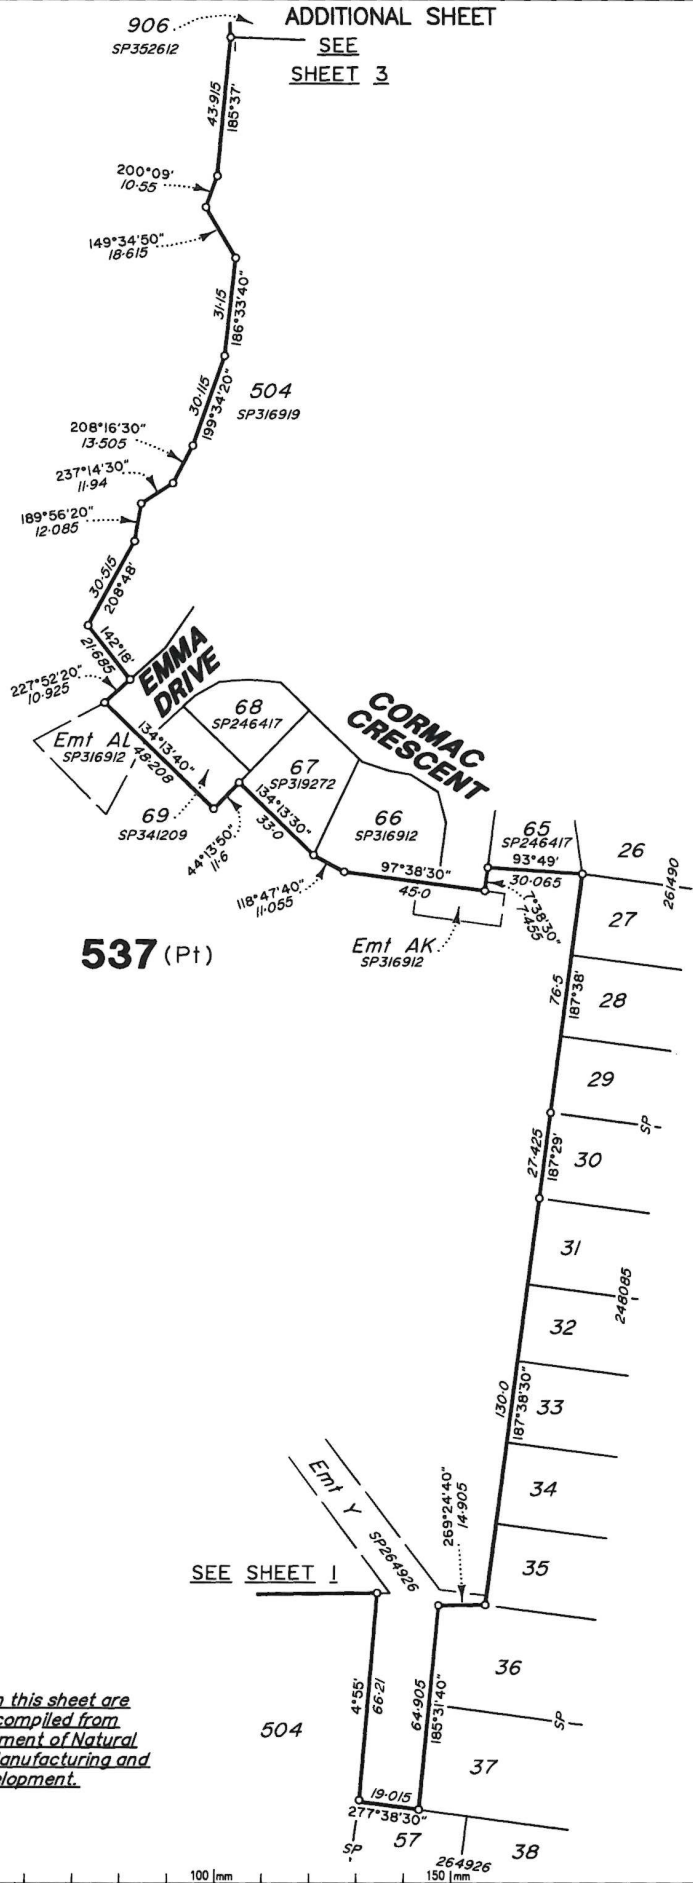 ADDITIONAL SHEET
906
SP352612
SEE
SHEET 3
43·915
185°37'
200°09'
10·55
149°34'50"
18·615
31·15
186°33'40"
30·115
199°34'20"
504
SP316919
208°16'30"
13·505
237°14'30"
11·94
189°56'20"
12·085
30·515
208°48'
142°18'
21·685
227°52'20"
10·925
EMMA
DRIVE
68
SP246417
CORMAC
CRESCENT
Emt AL
SP316912
134°13'40"
48·208
67
SP319272
69
SP341209
134°13'30"
33·0
66
SP316912
44°13'50"
11·6
65
SP246417
93°49'
30·065
26
261490
118°47'40"
11·055
97°38'30"
45·0
7°38'30"
7·455
27
537 (Pt)
Emt AK
SP316912
76·5
187°38'
28
29
SP
27·425
187°29'
30
31
248085
32
130·0
187°38'30"
33
34
Emt Y
SP264926
269°24'40"
14·905
35
SEE SHEET 1
36
4°55'
66·21
64·905
185°31'40"
SP
n this sheet are
compiled from
ment of Natural
anufacturing and
elopment.
504
37
19·015
277°38'30"
57
SP
264926
38
100 mm
150 mm